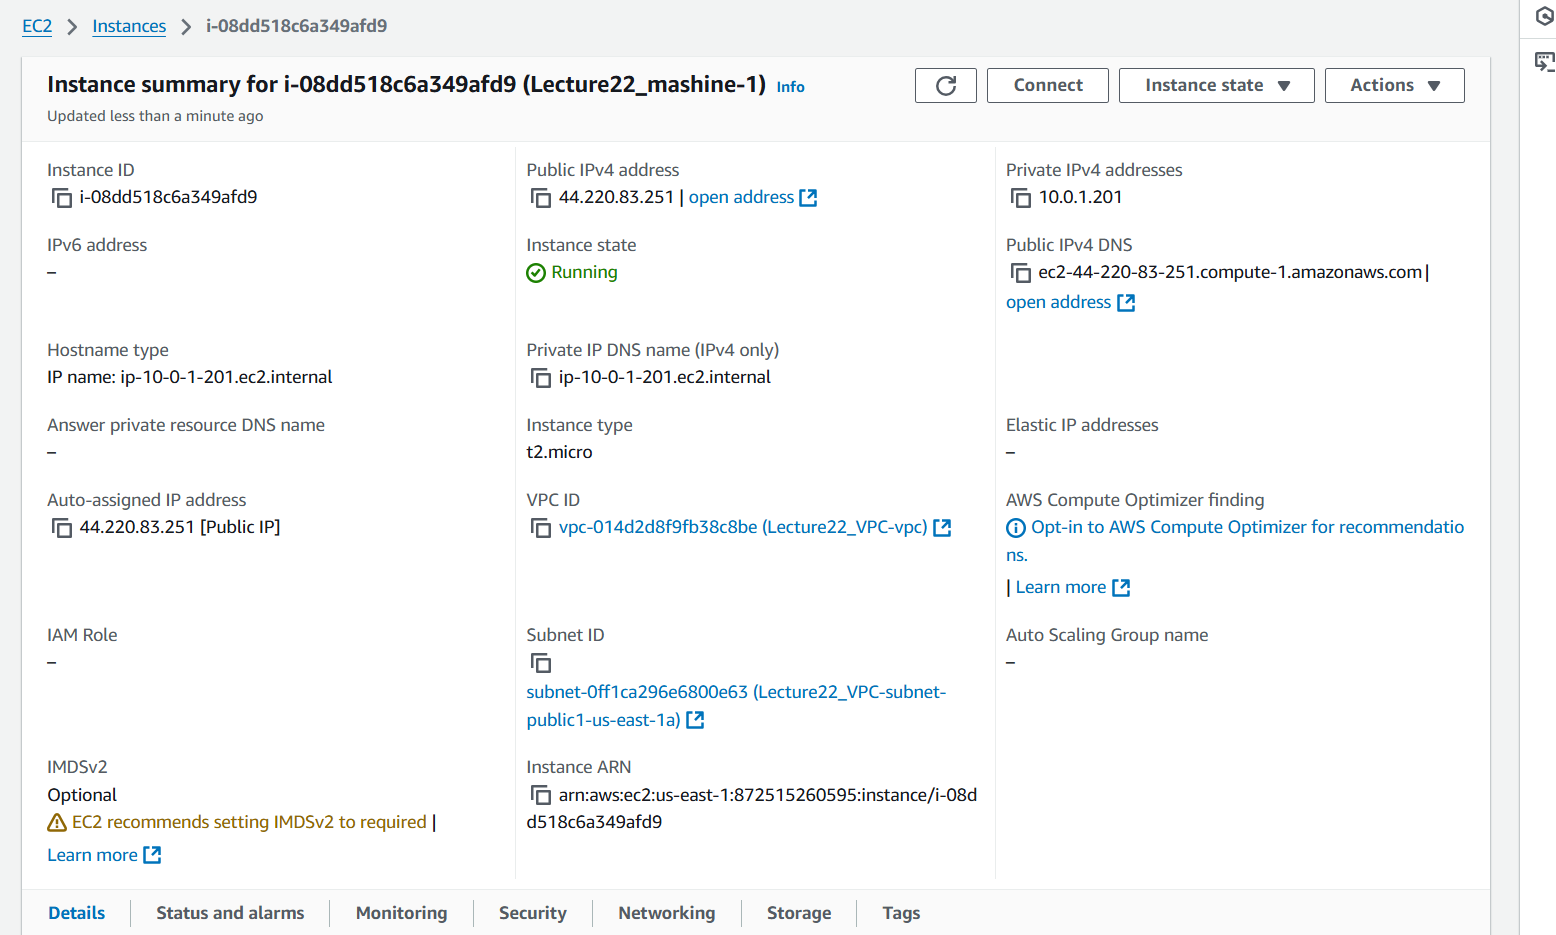 EC2 > Instances > i-08dd518c6a349afd9
Instance summary for i-08dd518c6a349afd9 (Lecture22_mashine-1) Info
Updated less than a minute ago
Connect
Instance state
Actions
Instance ID
i-08dd518c6a349afd9
Public IPv4 address
44.220.83.251 | open address
Private IPv4 addresses
10.0.1.201
IPv6 address
–
Instance state
Running
Public IPv4 DNS
ec2-44-220-83-251.compute-1.amazonaws.com |
open address
Hostname type
IP name: ip-10-0-1-201.ec2.internal
Private IP DNS name (IPv4 only)
ip-10-0-1-201.ec2.internal
Answer private resource DNS name
–
Instance type
t2.micro
Elastic IP addresses
–
Auto-assigned IP address
44.220.83.251 [Public IP]
VPC ID
vpc-014d2d8f9fb38c8be (Lecture22_VPC-vpc)
AWS Compute Optimizer finding
Opt-in to AWS Compute Optimizer for recommendatio
ns.
| Learn more
IAM Role
–
Subnet ID
subnet-0ff1ca296e6800e63 (Lecture22_VPC-subnet-
public1-us-east-1a)
Auto Scaling Group name
–
IMDSv2
Optional
EC2 recommends setting IMDSv2 to required |
Learn more
Instance ARN
arn:aws:ec2:us-east-1:872515260595:instance/i-08d
d518c6a349afd9
Details
Status and alarms
Monitoring
Security
Networking
Storage
Tags